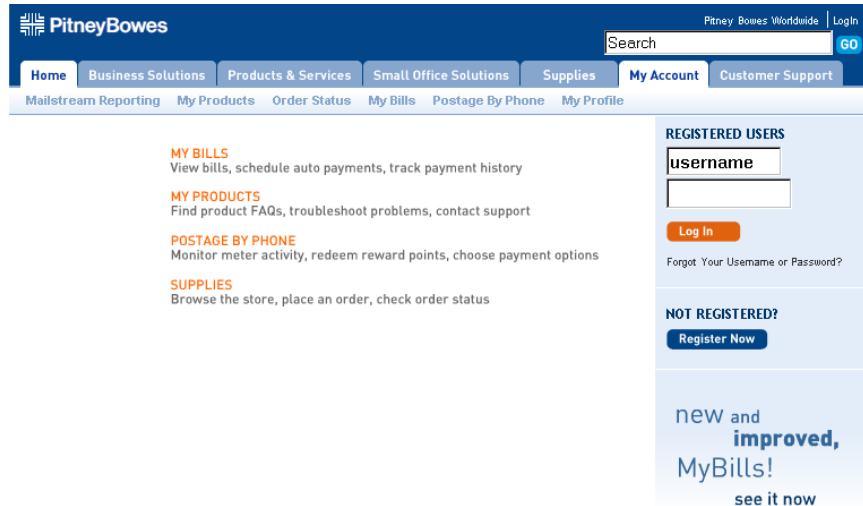 PitneyBowes
Pitney Bowes Worldwide LogIn
Search GO
Home Business Solutions Products & Services Small Office Solutions Supplies My Account Customer Support
Mailstream Reporting My Products Order Status My Bills Postage By Phone My Profile
MY BILLS
View bills, schedule auto payments, track payment history
MY PRODUCTS
Find product FAQs, troubleshoot problems, contact support
POSTAGE BY PHONE
Monitor meter activity, redeem reward points, choose payment options
SUPPLIES
Browse the store, place an order, check order status
REGISTERED USERS
username
Log In
Forgot Your Username or Password?
NOT REGISTERED?
Register Now
new and
improved,
MyBills!
see it now